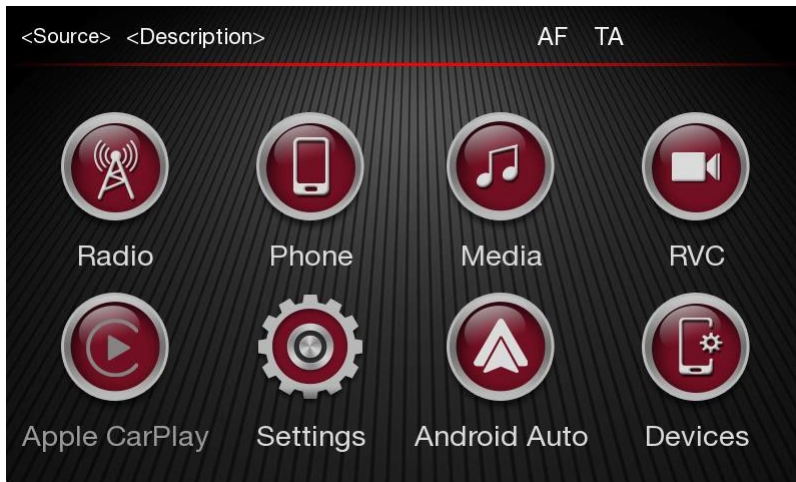 <Source> <Description> AF TA
Radio Phone Media RVC
Apple CarPlay Settings Android Auto Devices